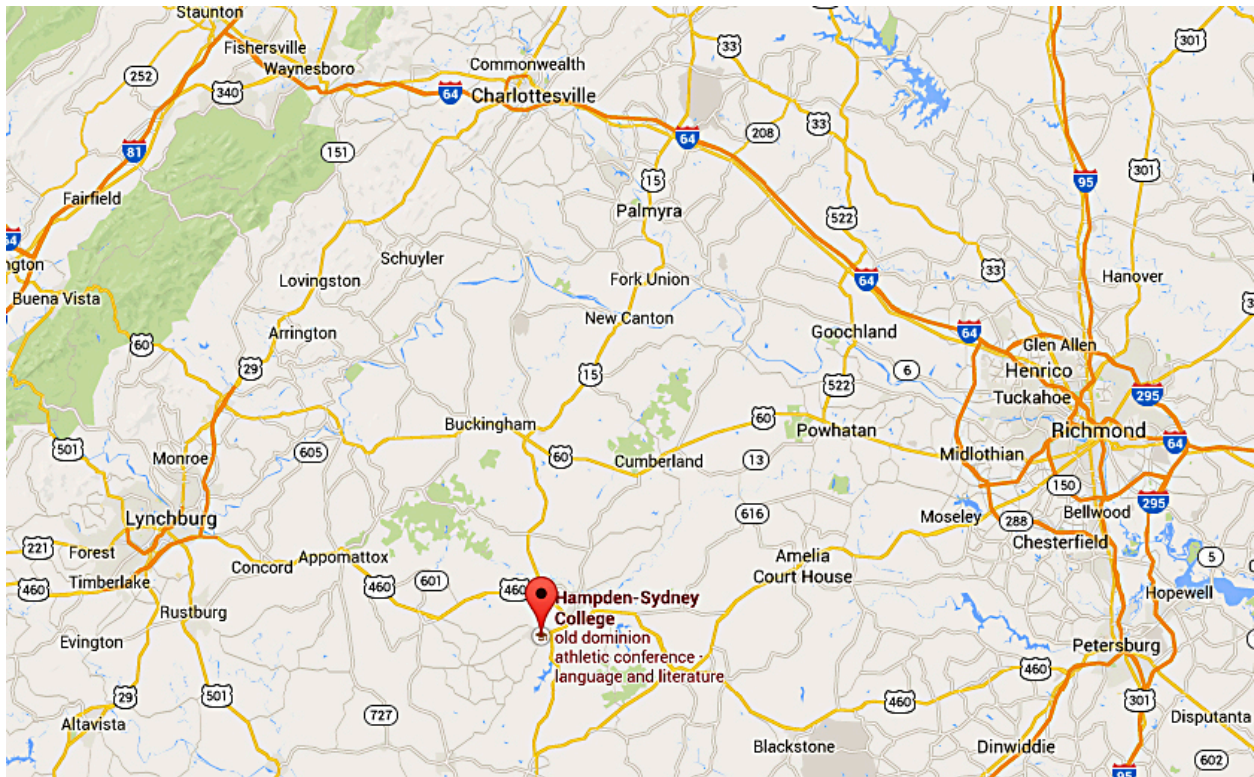 Staunton
Fishersville
Waynesboro
Commonwealth
Charlottesville
33
301
252
340
64
64
208
33
151
81
15
301
95
Fairfield
Palmyra
522
64
ngton
Schuyler
Lovingston
Fork Union
64
33
Hanover
Buena Vista
New Canton
Arrington
Goochland
64
Glen Allen
60
29
15
6
Henrico
522
Tuckahoe
295
Buckingham
60
Powhatan
Richmond
501
Monroe
605
60
Cumberland
13
Midlothian
64
150
Lynchburg
616
Moseley
288
Bellwood
295
221
Forest
Appomattox
Concord
Chesterfield
Amelia
Court House
5
460
Timberlake
601
460
Hampden-Sydney
College
old dominion
athletic conference -
language and literature
Hopewell
Rustburg
Evington
Petersburg
460
29
501
460
301
Altavista
727
Disputanta
Blackstone
Dinwiddie
602
95